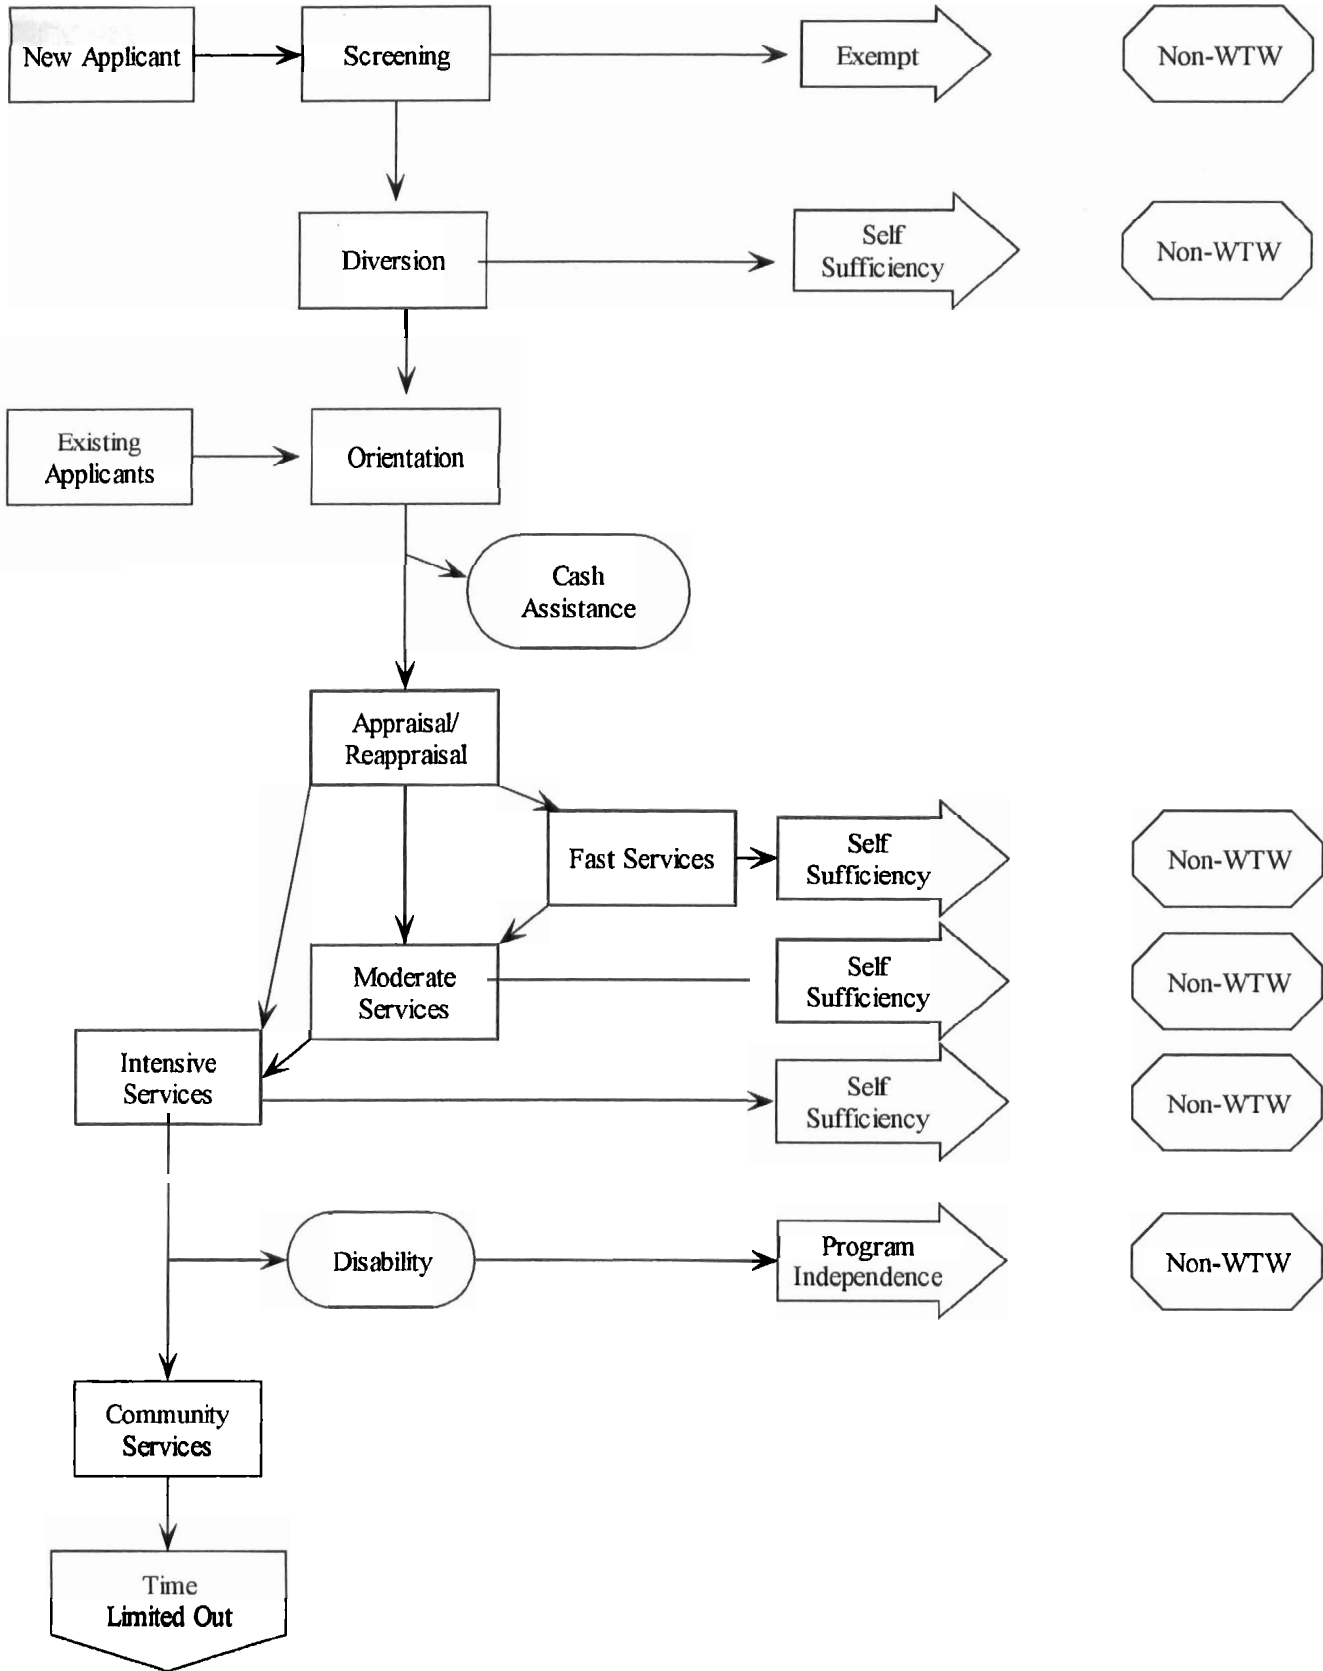 New Applicant
Screening
Exempt
Non-WTW
Diversion
Self
Sufficiency
Non-WTW
Existing
Applicants
Orientation
Cash
Assistance
Appraisal/
Reappraisal
Fast Services
Self
Sufficiency
Non-WTW
Moderate
Services
Self
Sufficiency
Non-WTW
Intensive
Services
Self
Sufficiency
Non-WTW
Disability
Program
Independence
Non-WTW
Community
Services
Time
Limited Out